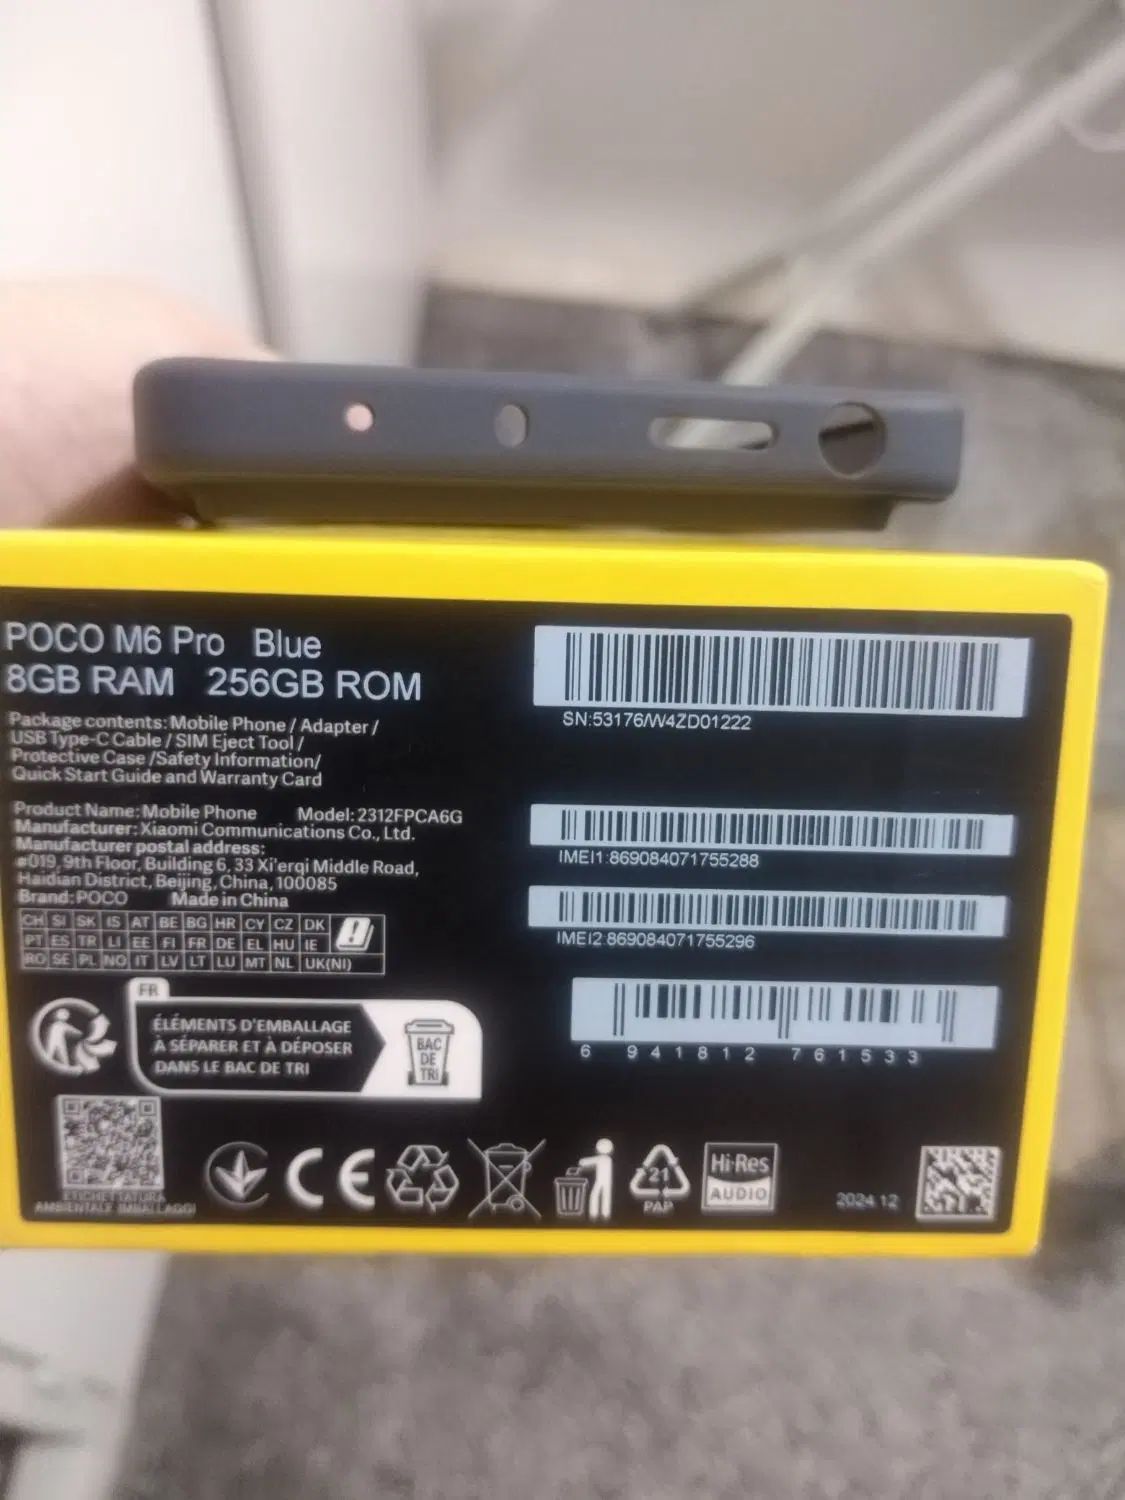 POCO M6 Pro Blue
8GB RAM 256GB ROM
Package contents: Mobile Phone / Adapter /
USB Type-C Cable / SIM Eject Tool /
Protective Case /Safety Information/
Quick Start Guide and Warranty Card
Product Name: Mobile Phone Model: 2312FPCA6G
Manufacturer: Xiaomi Communications Co., Ltd.
Manufacturer postal address:
#019, 9th Floor, Building 6, 33 Xi'erqi Middle Road,
Haidian District, Beijing, China, 100085
Brand: POCO Made in China
CH SI SK IS AT BE BG HR CY CZ DK
PT ES TR LI EE FI FR DE EL HU IE
RO SE PL NO IT LV LT LU MT NL UK(NI)
FR
ÉLÉMENTS D'EMBALLAGE
À SÉPARER ET À DÉPOSER
DANS LE BAC DE TRI
BAC
DE
TRI
ETICHETTATURA
AMBIENTALE IMBALLAGGI
CE
21
PAP
Hi-Res
AUDIO
2024.12
SN:53176/W4ZD01222
IMEI1:869084071755288
IMEI2:869084071755296
6 941812 761533